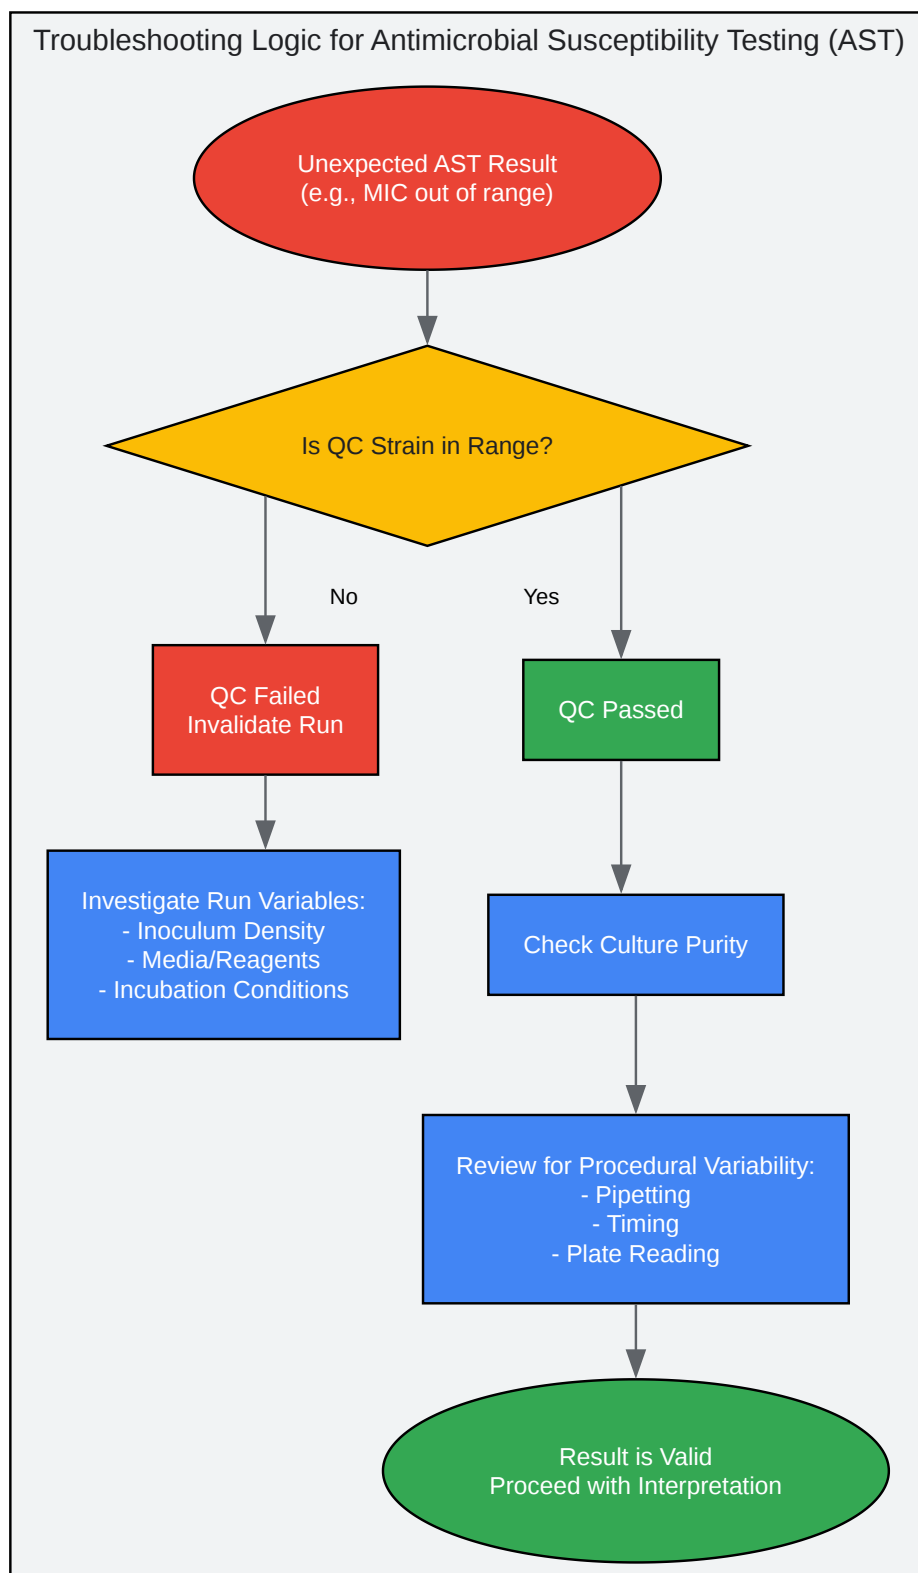 Troubleshooting Logic for Antimicrobial Susceptibility Testing (AST)
Unexpected AST Result
(e.g., MIC out of range)
Is QC Strain in Range?
No
Yes
QC Failed
Invalidate Run
QC Passed
Investigate Run Variables:
- Inoculum Density
- Media/Reagents
- Incubation Conditions
Check Culture Purity
Review for Procedural Variability:
- Pipetting
- Timing
- Plate Reading
Result is Valid
Proceed with Interpretation